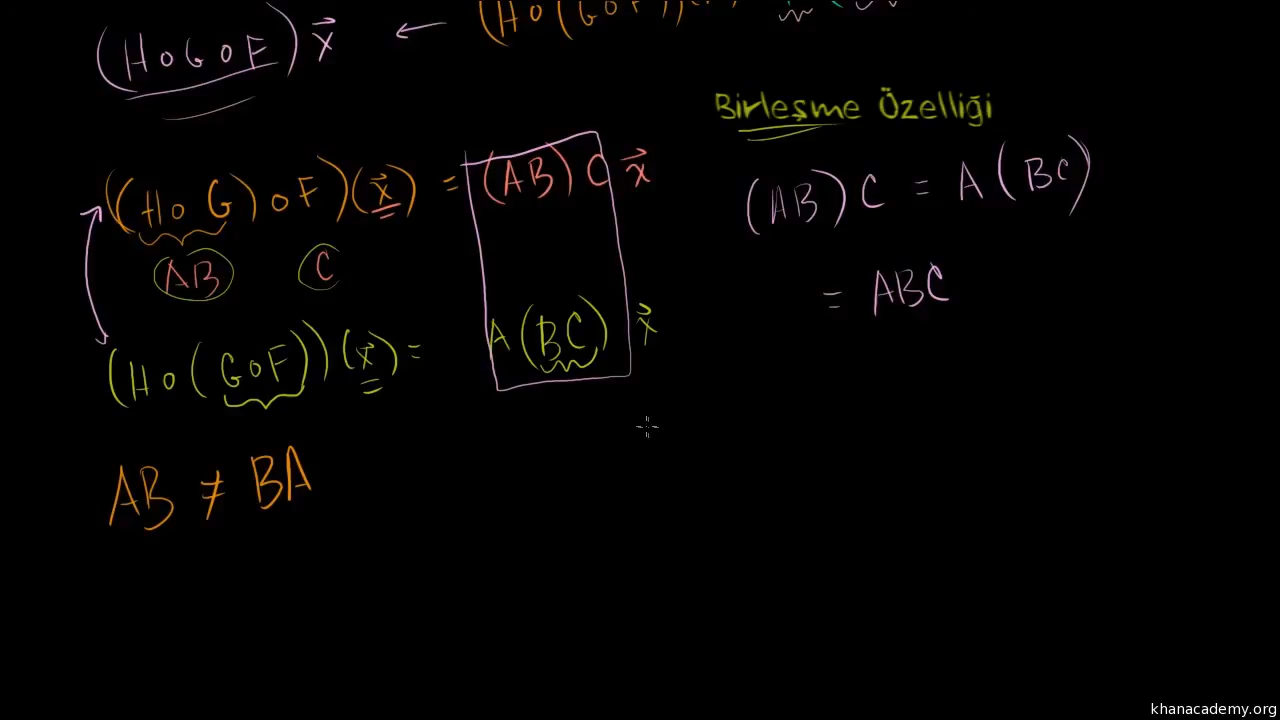 (H o G o F) x⃗ ← (H o (G o F))
Birleşme Özelliği
((H o G) o F)(x⃗) = (AB) C x⃗
(AB) C = A (BC)
AB C
= ABC
(H o (G o F))(x⃗) = A (BC) x⃗
AB ≠ BA
khanacademy.org